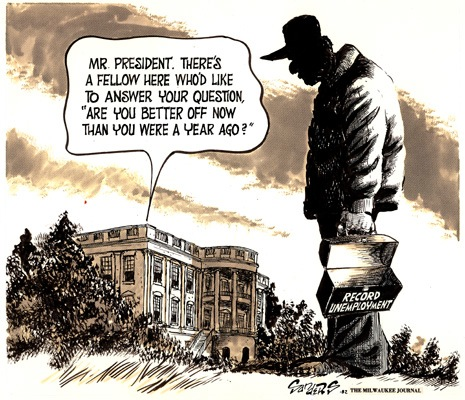 MR. PRESIDENT. THERE'S
A FELLOW HERE WHO'D LIKE
TO ANSWER YOUR QUESTION,
"ARE YOU BETTER OFF NOW
THAN YOU WERE A YEAR AGO?"
RECORD
UNEMPLOYMENT
THE MILWAUKEE JOURNAL